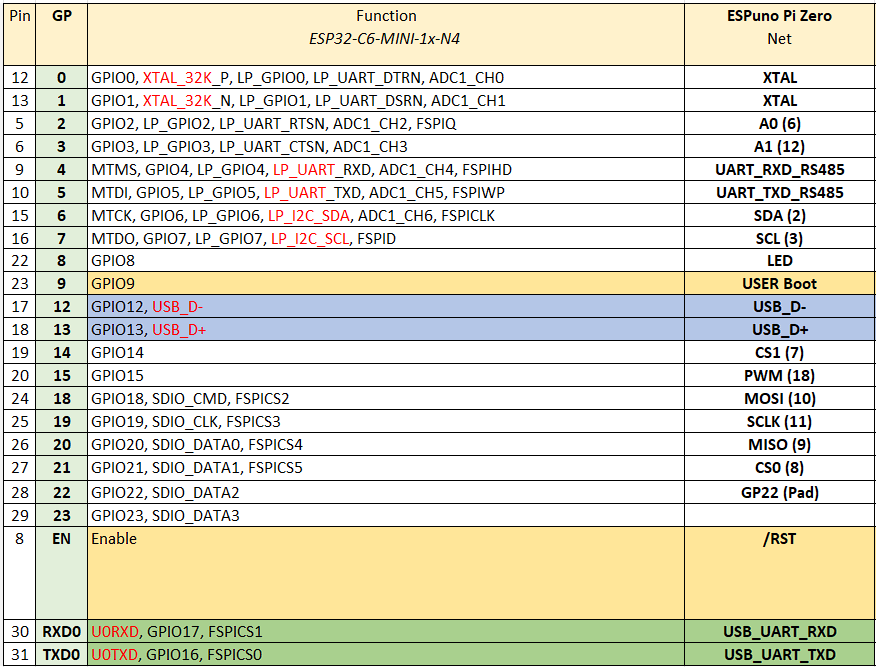 Pin GP Function ESPuno Pi Zero
ESP32-C6-MINI-1x-N4 Net
12 0 GPIO0, XTAL_32K_P, LP_GPIO0, LP_UART_DTRN, ADC1_CH0 XTAL
13 1 GPIO1, XTAL_32K_N, LP_GPIO1, LP_UART_DSRN, ADC1_CH1 XTAL
5 2 GPIO2, LP_GPIO2, LP_UART_RTSN, ADC1_CH2, FSPIQ A0 (6)
6 3 GPIO3, LP_GPIO3, LP_UART_CTSN, ADC1_CH3 A1 (12)
9 4 MTMS, GPIO4, LP_GPIO4, LP_UART_RXD, ADC1_CH4, FSPIHD UART_RXD_RS485
10 5 MTDI, GPIO5, LP_GPIO5, LP_UART_TXD, ADC1_CH5, FSPIWP UART_TXD_RS485
15 6 MTCK, GPIO6, LP_GPIO6, LP_I2C_SDA, ADC1_CH6, FSPICLK SDA (2)
16 7 MTDO, GPIO7, LP_GPIO7, LP_I2C_SCL, FSPID SCL (3)
22 8 GPIO8 LED
23 9 GPIO9 USER Boot
17 12 GPIO12, USB_D- USB_D-
18 13 GPIO13, USB_D+ USB_D+
19 14 GPIO14 CS1 (7)
20 15 GPIO15 PWM (18)
24 18 GPIO18, SDIO_CMD, FSPICS2 MOSI (10)
25 19 GPIO19, SDIO_CLK, FSPICS3 SCLK (11)
26 20 GPIO20, SDIO_DATA0, FSPICS4 MISO (9)
27 21 GPIO21, SDIO_DATA1, FSPICS5 CS0 (8)
28 22 GPIO22, SDIO_DATA2 GP22 (Pad)
29 23 GPIO23, SDIO_DATA3
8 EN Enable /RST
30 RXD0 U0RXD, GPIO17, FSPICS1 USB_UART_RXD
31 TXD0 U0TXD, GPIO16, FSPICS0 USB_UART_TXD